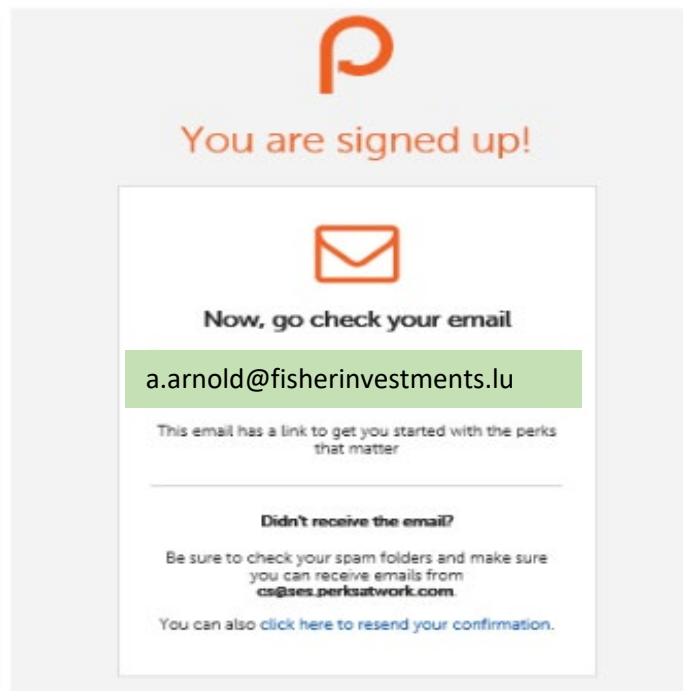 You are signed up!
Now, go check your email
a.arnold@fisherinvestments.lu
This email has a link to get you started with the perks
that matter
Didn't receive the email?
Be sure to check your spam folders and make sure
you can receive emails from
cs@ses.perksatwork.com.
You can also click here to resend your confirmation.